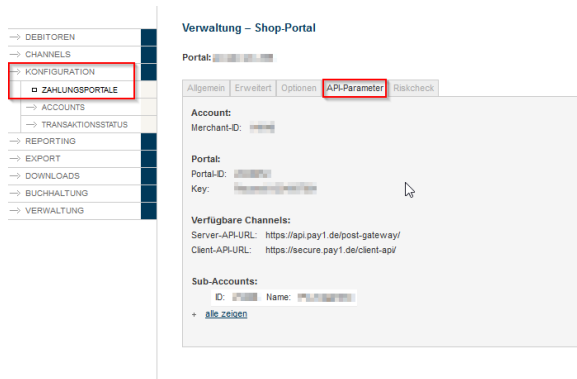 DEBITOREN
CHANNELS
KONFIGURATION
ZAHLUNGSPORTALE
ACCOUNTS
TRANSAKTIONSSTATUS
REPORTING
EXPORT
DOWNLOADS
BUCHHALTUNG
VERWALTUNG
Verwaltung – Shop-Portal
Portal:
Allgemein Erweitert Optionen API-Parameter Riskcheck
Account:
Merchant-ID:
Portal:
Portal-ID:
Key:
Verfügbare Channels:
Server-API-URL: https://api.pay1.de/post-gateway/
Client-API-URL: https://secure.pay1.de/client-api/
Sub-Accounts:
ID: Name:
+ alle zeigen